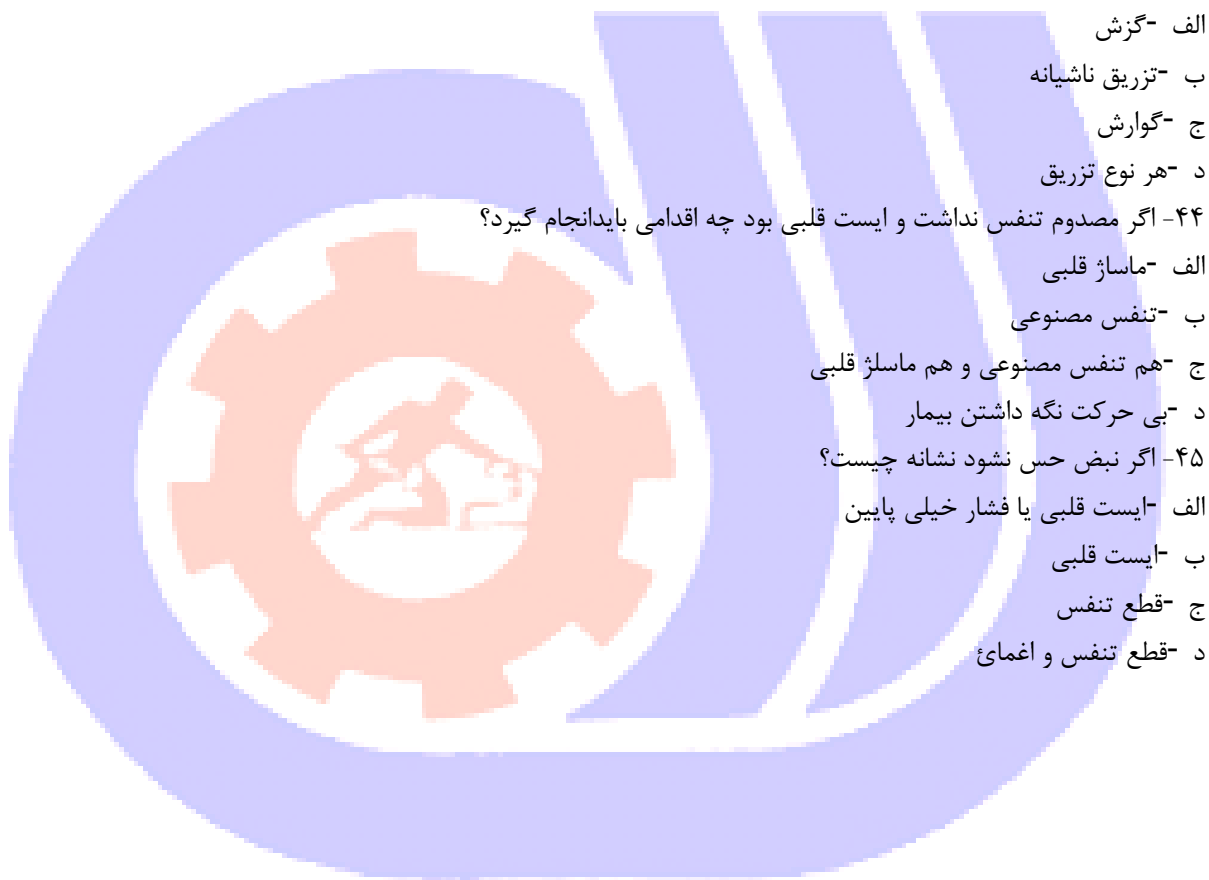 الف -گزش
ب -تزریق ناشیانه
ج -گوارش
د -هر نوع تزریق
۴۴- اگر مصدوم تنفس نداشت و ایست قلبی بود چه اقدامی بایدانجام گیرد؟
الف -ماساژ قلبی
ب -تنفس مصنوعی
ج -هم تنفس مصنوعی و هم ماسلژ قلبی
د -بی حرکت نگه داشتن بیمار
۴۵- اگر نبض حس نشود نشانه چیست؟
الف -ایست قلبی یا فشار خیلی پایین
ب -ایست قلبی
ج -قطع تنفس
د -قطع تنفس و اغمائ